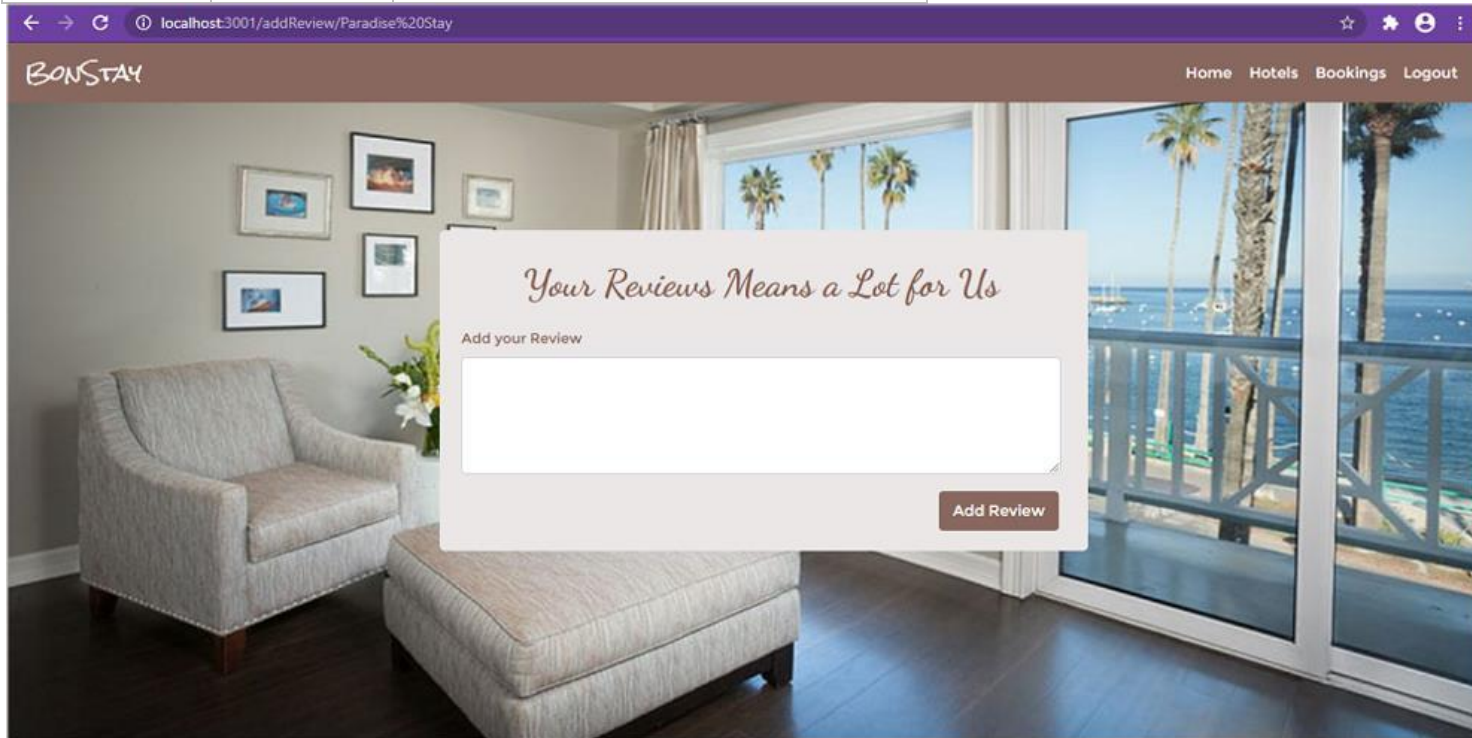 localhost:3001/addReview/Paradise%20Stay
BONSTAY
Home Hotels Bookings Logout
Your Reviews Means a Lot for Us
Add your Review
Add Review